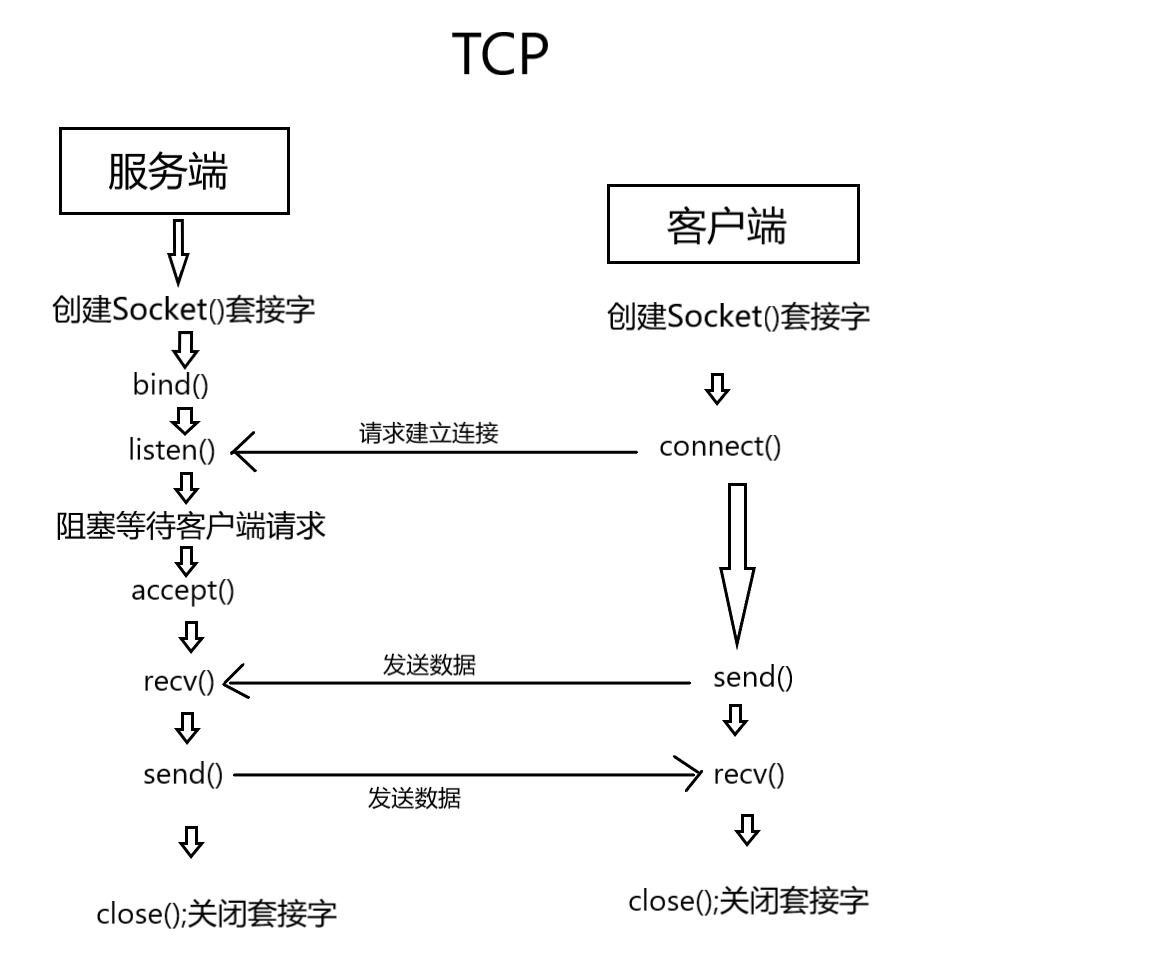 TCP
服务端
客户端
创建Socket()套接字
创建Socket()套接字
bind()
请求建立连接
listen()
connect()
阻塞等待客户端请求
accept()
发送数据
recv()
send()
send()
recv()
发送数据
close();关闭套接字
close();关闭套接字